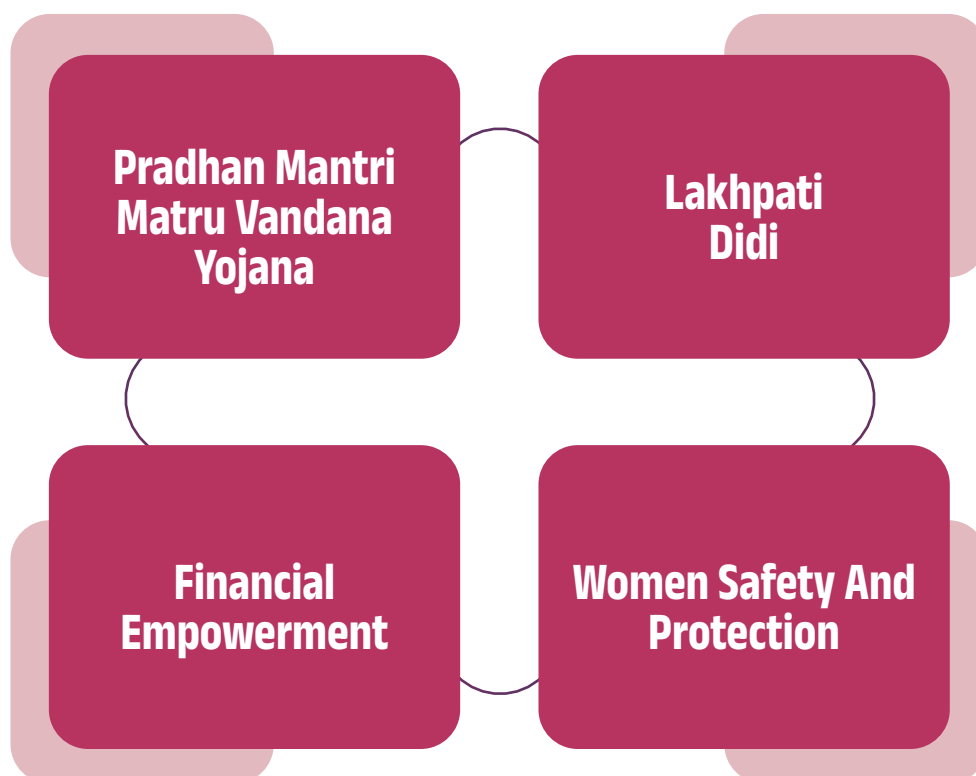 Pradhan Mantri
Matru Vandana
Yojana
Lakhpati
Didi
Financial
Empowerment
Women Safety And
Protection